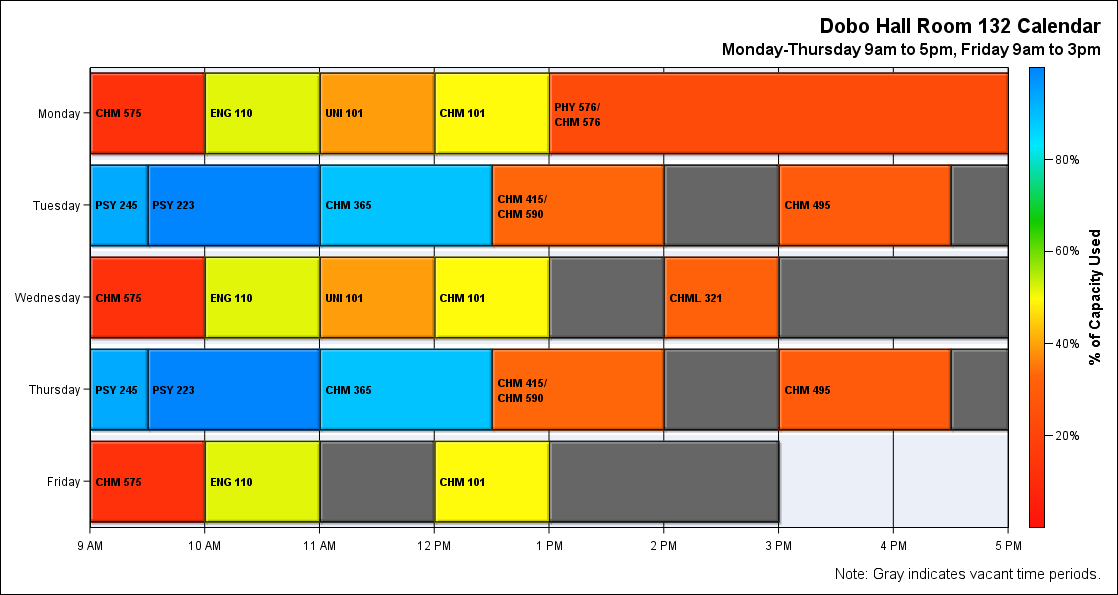 Dobo Hall Room 132 Calendar
Monday-Thursday 9am to 5pm, Friday 9am to 3pm
Monday
CHM 575
ENG 110
UNI 101
CHM 101
PHY 576/
CHM 576
Tuesday
PSY 245
PSY 223
CHM 365
CHM 415/
CHM 590
CHM 495
Wednesday
CHM 575
ENG 110
UNI 101
CHM 101
CHML 321
Thursday
PSY 245
PSY 223
CHM 365
CHM 415/
CHM 590
CHM 495
Friday
CHM 575
ENG 110
CHM 101
9 AM
10 AM
11 AM
12 PM
1 PM
2 PM
3 PM
4 PM
5 PM
80%
60%
40%
20%
% of Capacity Used
Note: Gray indicates vacant time periods.